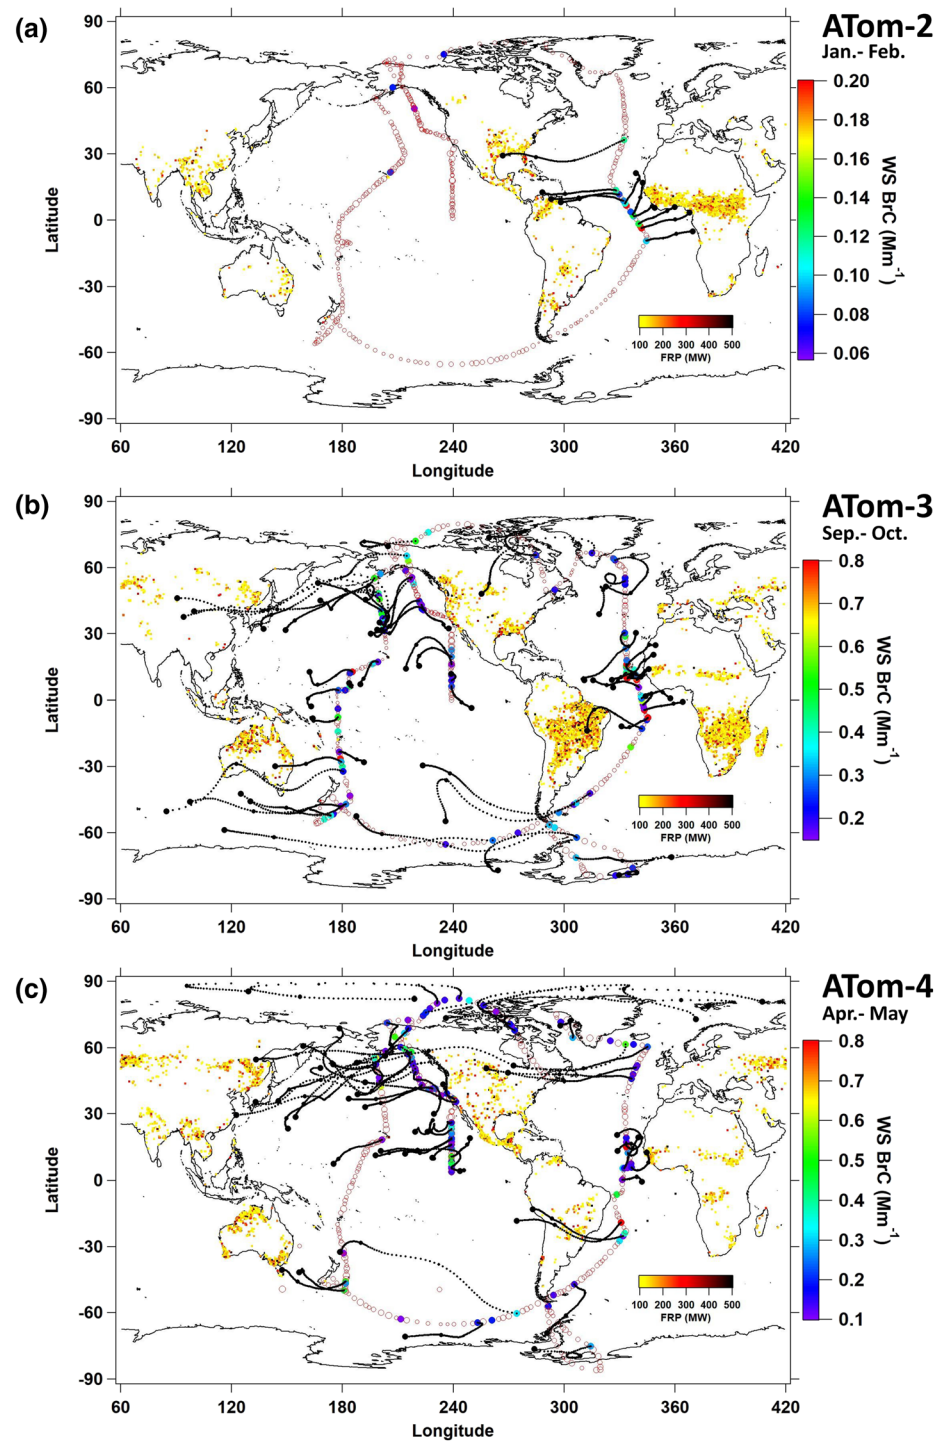 (a)
ATom-2
Jan.- Feb.
90
60
30
0
-30
-60
-90
Latitude
60 120 180 240 300 360 420
Longitude
100 200 300 400 500
FRP (MW)
0.20
0.18
0.16
0.14
0.12
0.10
0.08
0.06
WS BrC (Mm-1)
(b)
ATom-3
Sep.- Oct.
90
60
30
0
-30
-60
-90
Latitude
60 120 180 240 300 360 420
Longitude
100 200 300 400 500
FRP (MW)
0.8
0.7
0.6
0.5
0.4
0.3
0.2
WS BrC (Mm-1)
(c)
ATom-4
Apr.- May
90
60
30
0
-30
-60
-90
Latitude
60 120 180 240 300 360 420
Longitude
100 200 300 400 500
FRP (MW)
0.8
0.7
0.6
0.5
0.4
0.3
0.2
0.1
WS BrC (Mm-1)